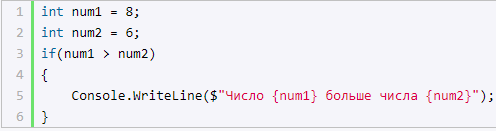 1 int num1 = 8;
2 int num2 = 6;
3 if(num1 > num2)
4 {
5     Console.WriteLine($"Число {num1} больше числа {num2}");
6 }